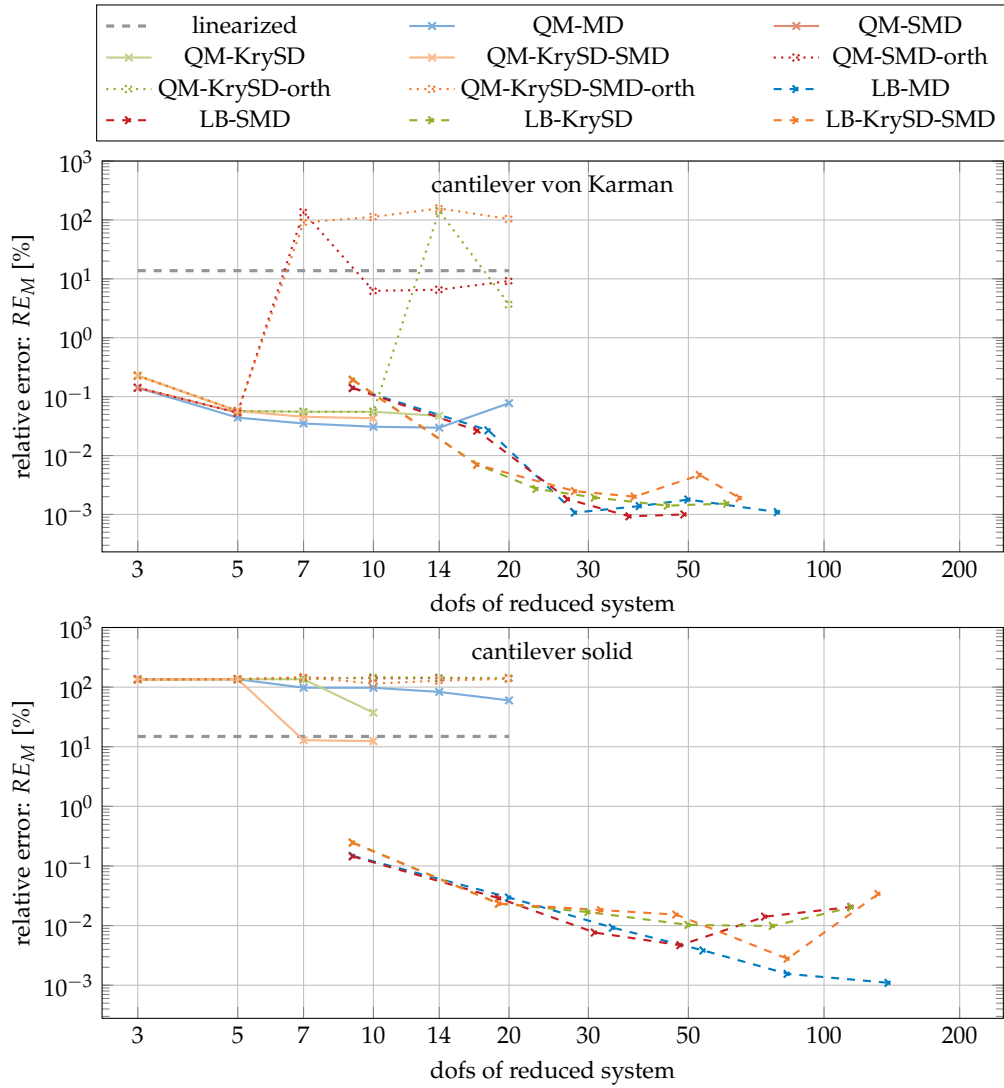 linearized QM-MD QM-SMD
QM-KrySD QM-KrySD-SMD QM-SMD-orth
QM-KrySD-orth QM-KrySD-SMD-orth LB-MD
LB-SMD LB-KrySD LB-KrySD-SMD
cantilever von Karman
relative error: RE_M [%]
10^3
10^2
10^1
10^0
10^−1
10^−2
10^−3
3 5 7 10 14 20 30 50 100 200
dofs of reduced system
cantilever solid
relative error: RE_M [%]
10^3
10^2
10^1
10^0
10^−1
10^−2
10^−3
3 5 7 10 14 20 30 50 100 200
dofs of reduced system